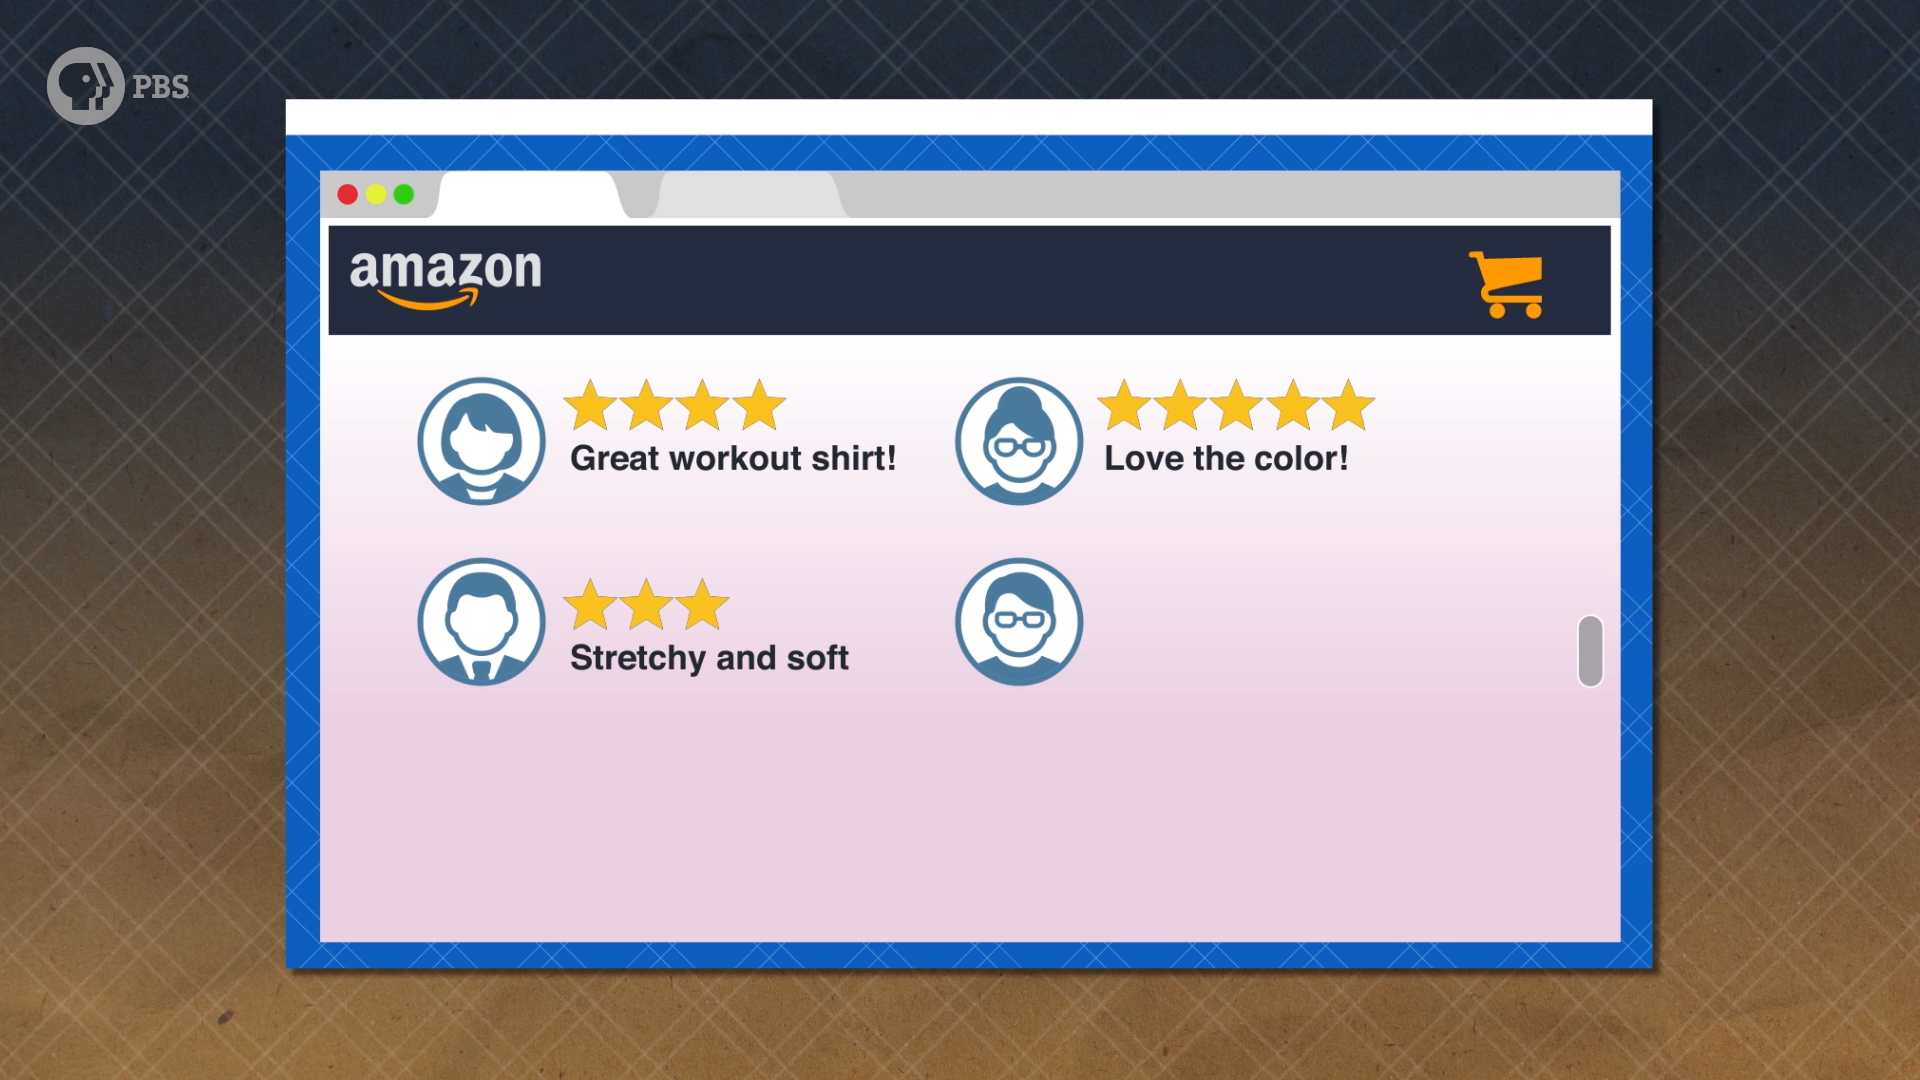 PBS
amazon
Great workout shirt!
Love the color!
Stretchy and soft